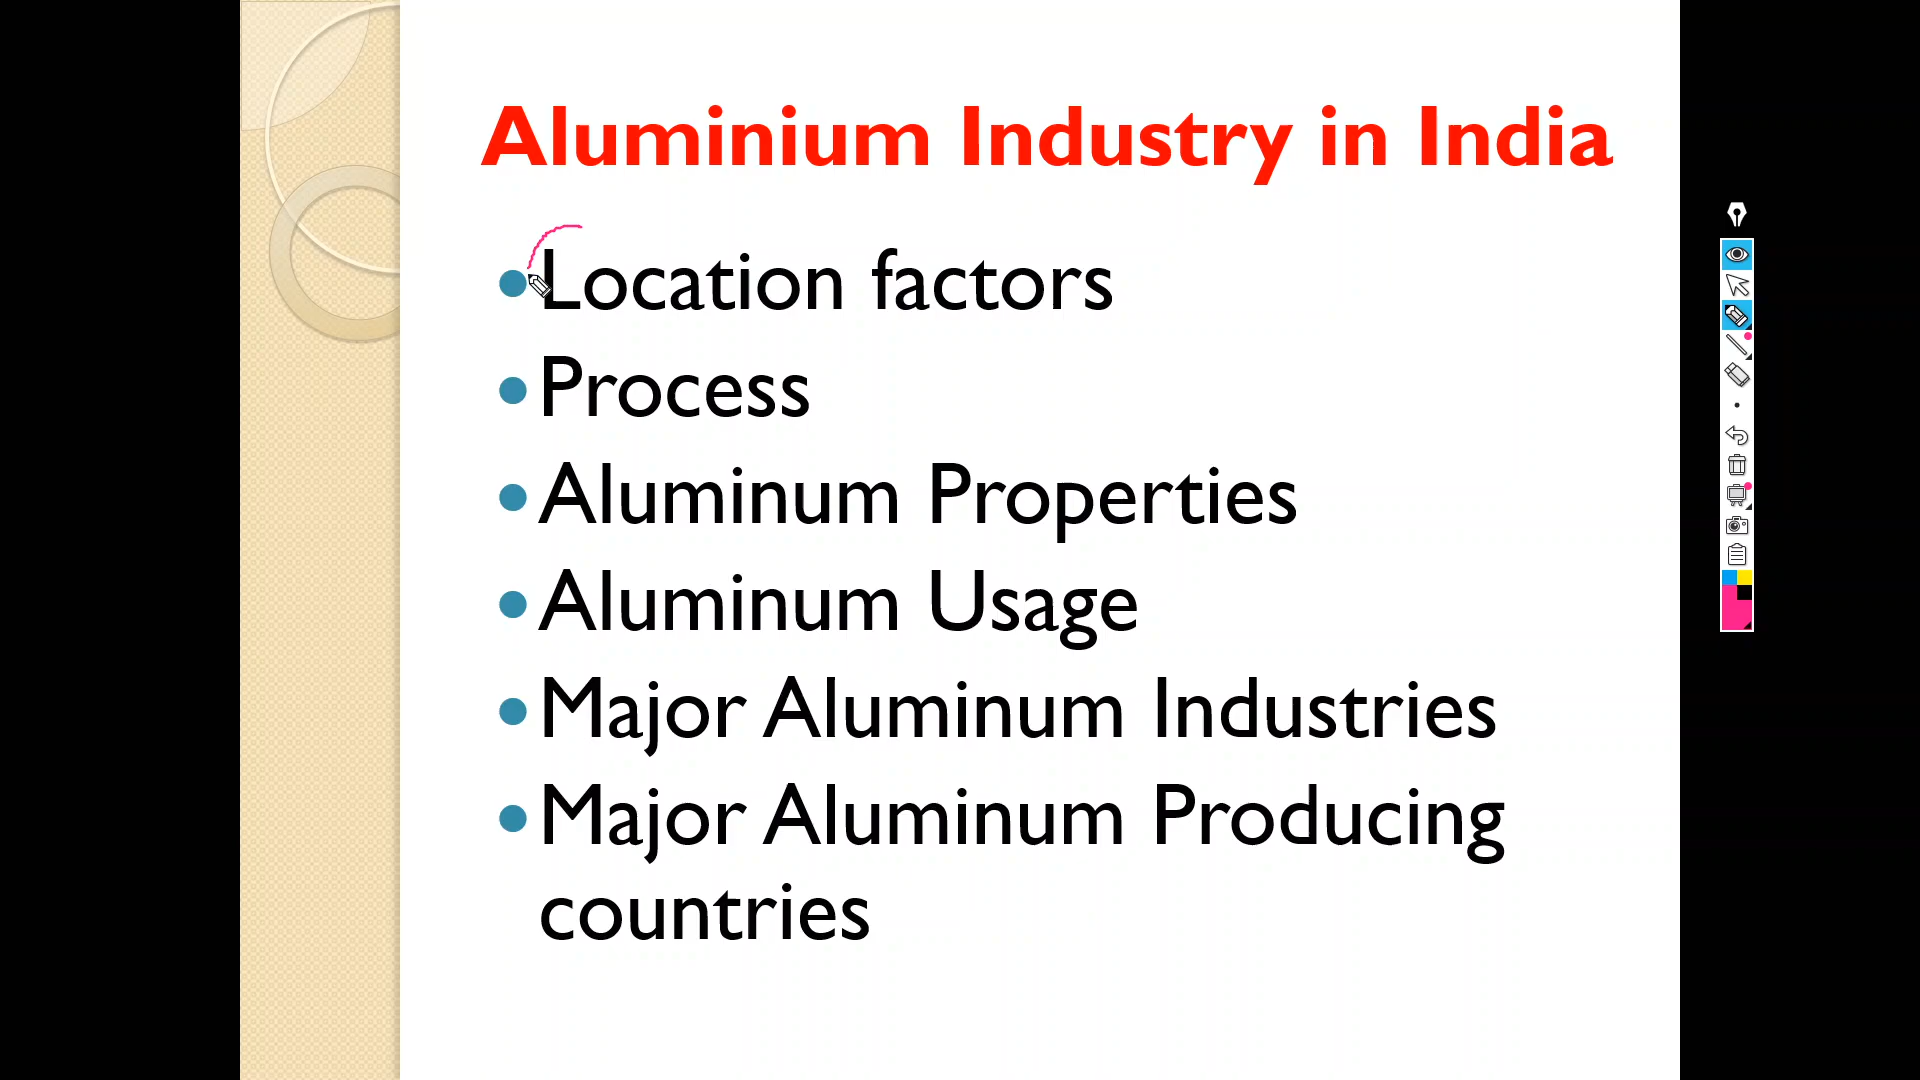 Aluminium Industry in India
Location factors
Process
Aluminum Properties
Aluminum Usage
Major Aluminum Industries
Major Aluminum Producing
countries